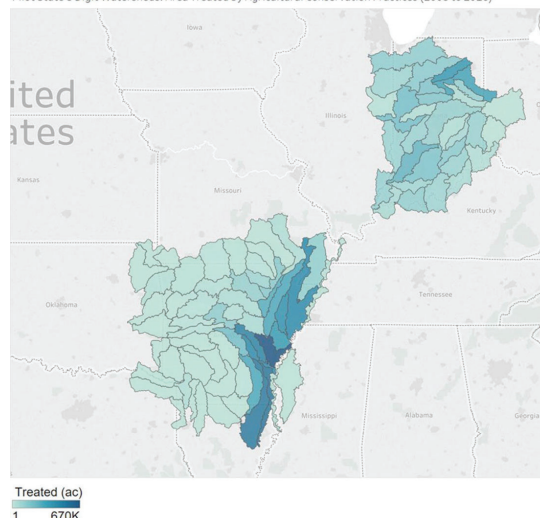 Iowa
ited
ates
Illinois
Kansas
Missouri
Kentucky
Oklahoma
Tennessee
Mississippi
Alabama
Georgia
Treated (ac)
1 670K